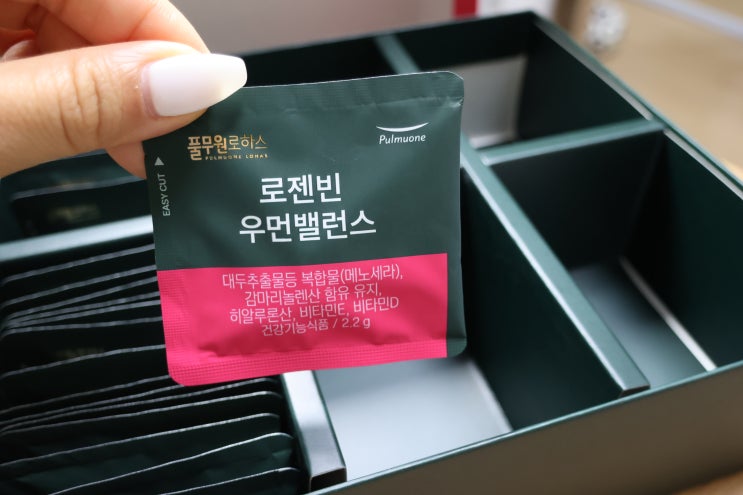 풀무원로하스
PULMUONE LOHAS
Pulmuone
EASY CUT
로젠빈
우먼밸런스
대두추출물등 복합물(메노세라),
감마리놀렌산 함유 유지,
히알루론산, 비타민E, 비타민D
건강기능식품 / 2.2 g